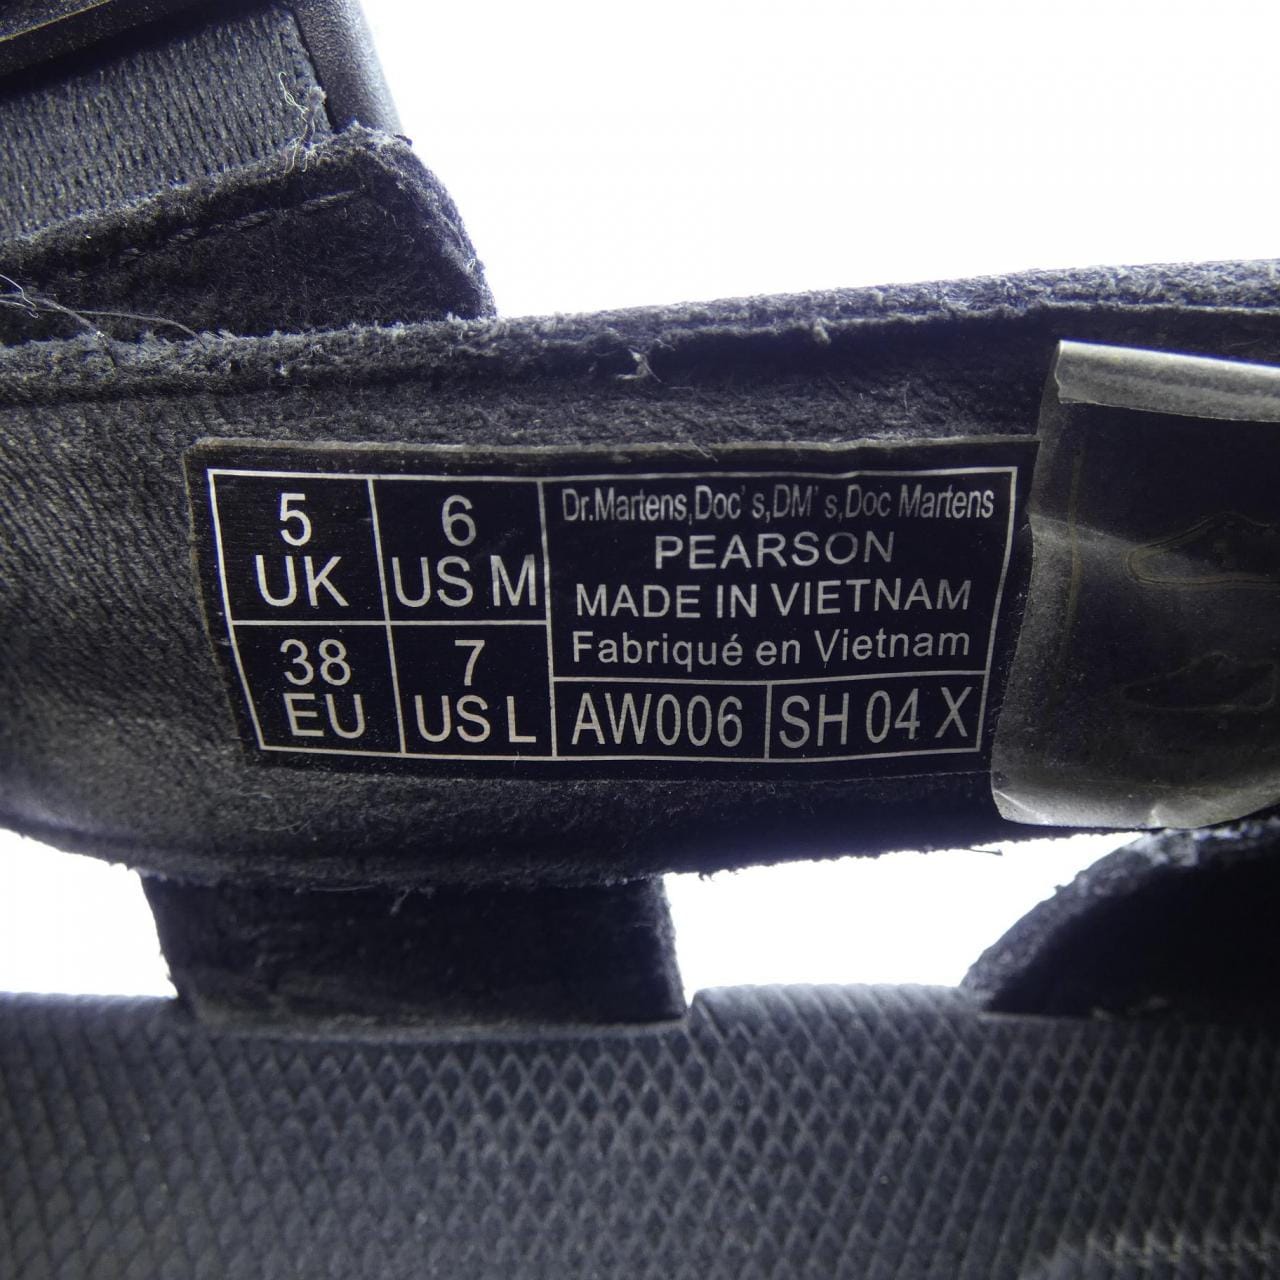 5
UK
6
US M
38
EU
7
US L
Dr.Martens,Doc's,DM's,Doc Martens
PEARSON
MADE IN VIETNAM
Fabriqué en Vietnam
AW006
SH 04 X